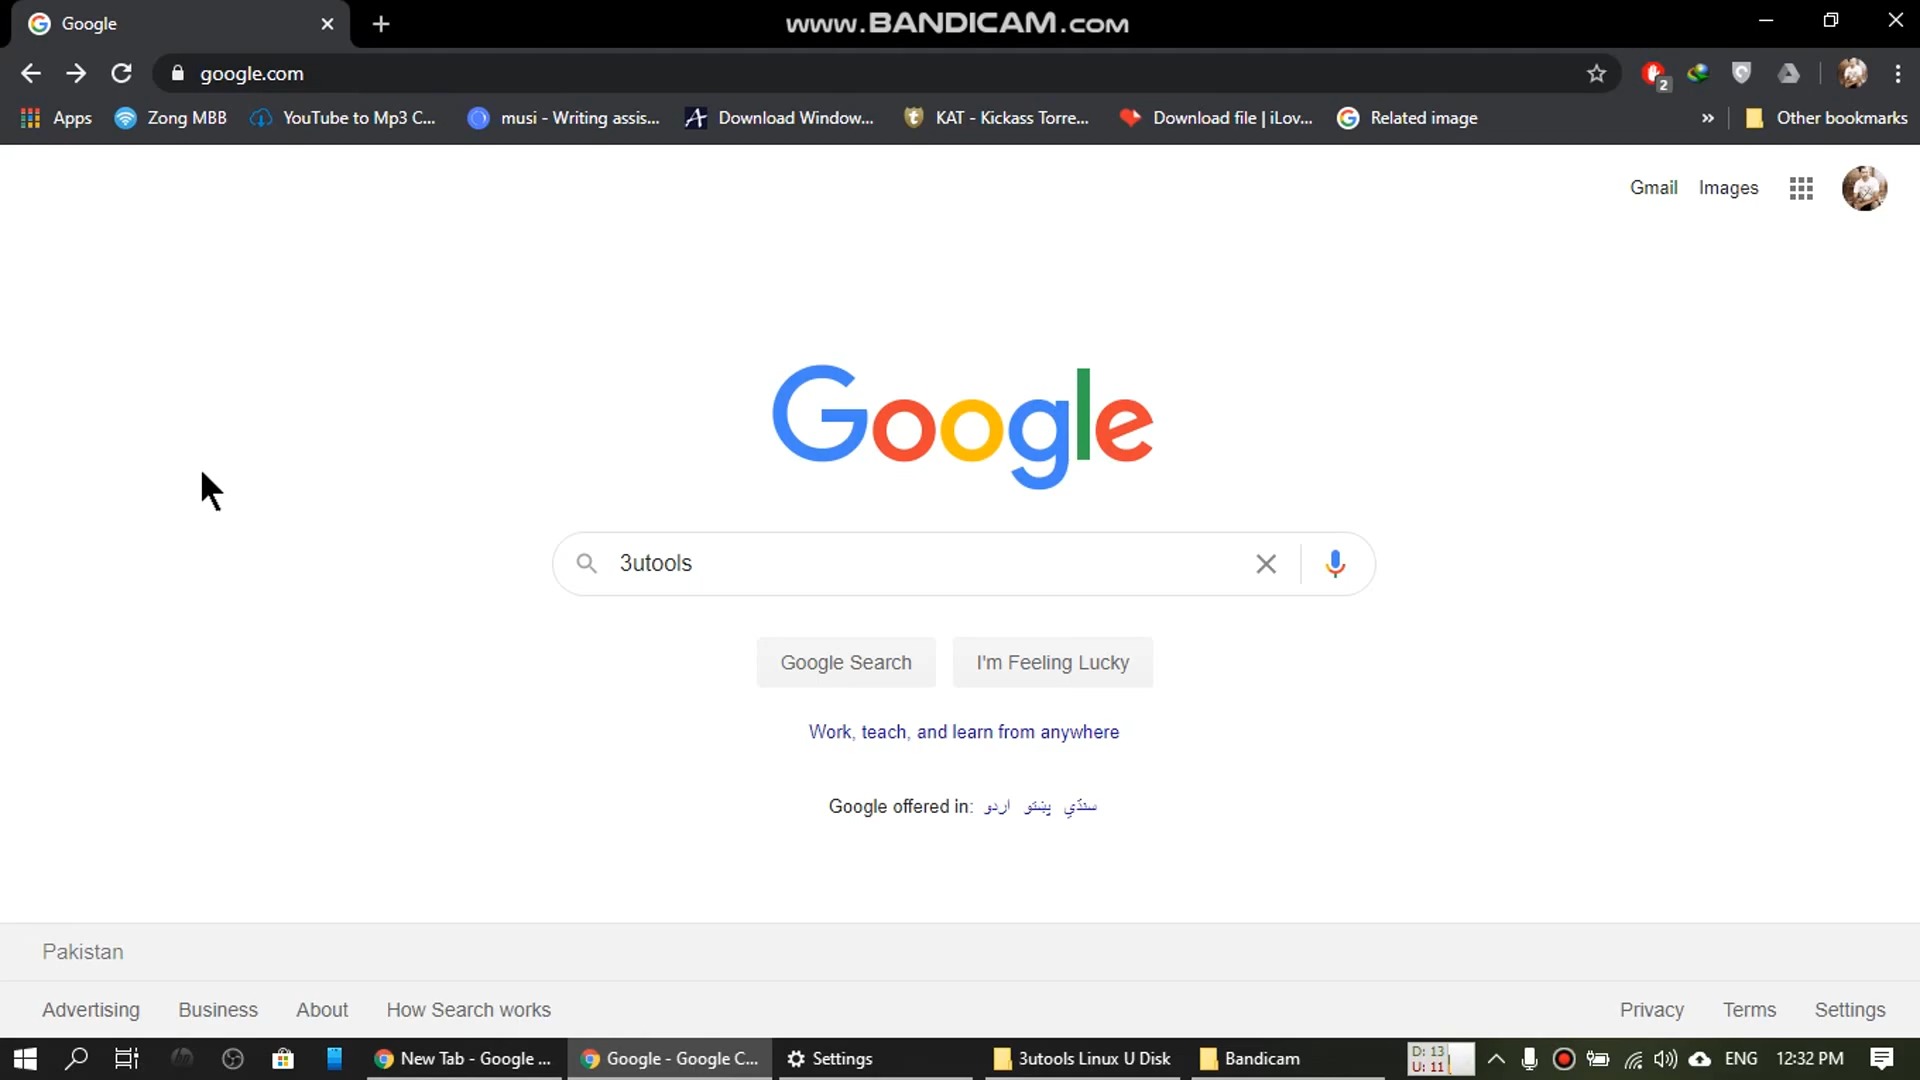 Google
www.BANDICAM.com
google.com
2
Apps
Zong MBB
YouTube to Mp3 C...
musi - Writing assis...
Download Window...
KAT - Kickass Torre...
Download file | iLov...
Related image
»
Other bookmarks
Gmail
Images
Google
3utools
Google Search
I'm Feeling Lucky
Work, teach, and learn from anywhere
Google offered in: اردو پښتو سنڌي
Pakistan
Advertising
Business
About
How Search works
Privacy
Terms
Settings
New Tab - Google ...
Google - Google C...
Settings
3utools Linux U Disk
Bandicam
D: 13
U: 11
ENG
12:32 PM